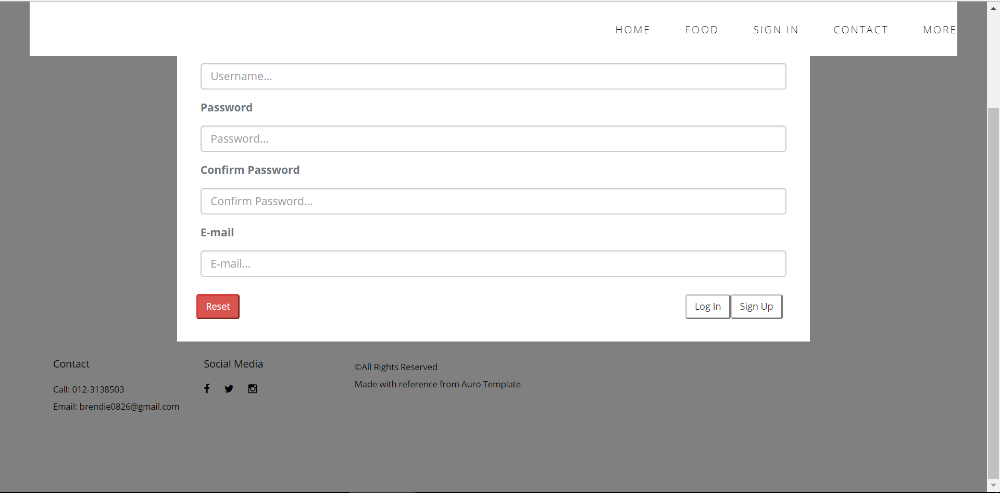 HOME FOOD SIGN IN CONTACT MORE
Username...
Password
Password...
Confirm Password
Confirm Password...
E-mail
E-mail...
Reset Log In Sign Up
Contact
Call: 012-3138503
Email: brendie0826@gmail.com
Social Media
©All Rights Reserved
Made with reference from Auro Template